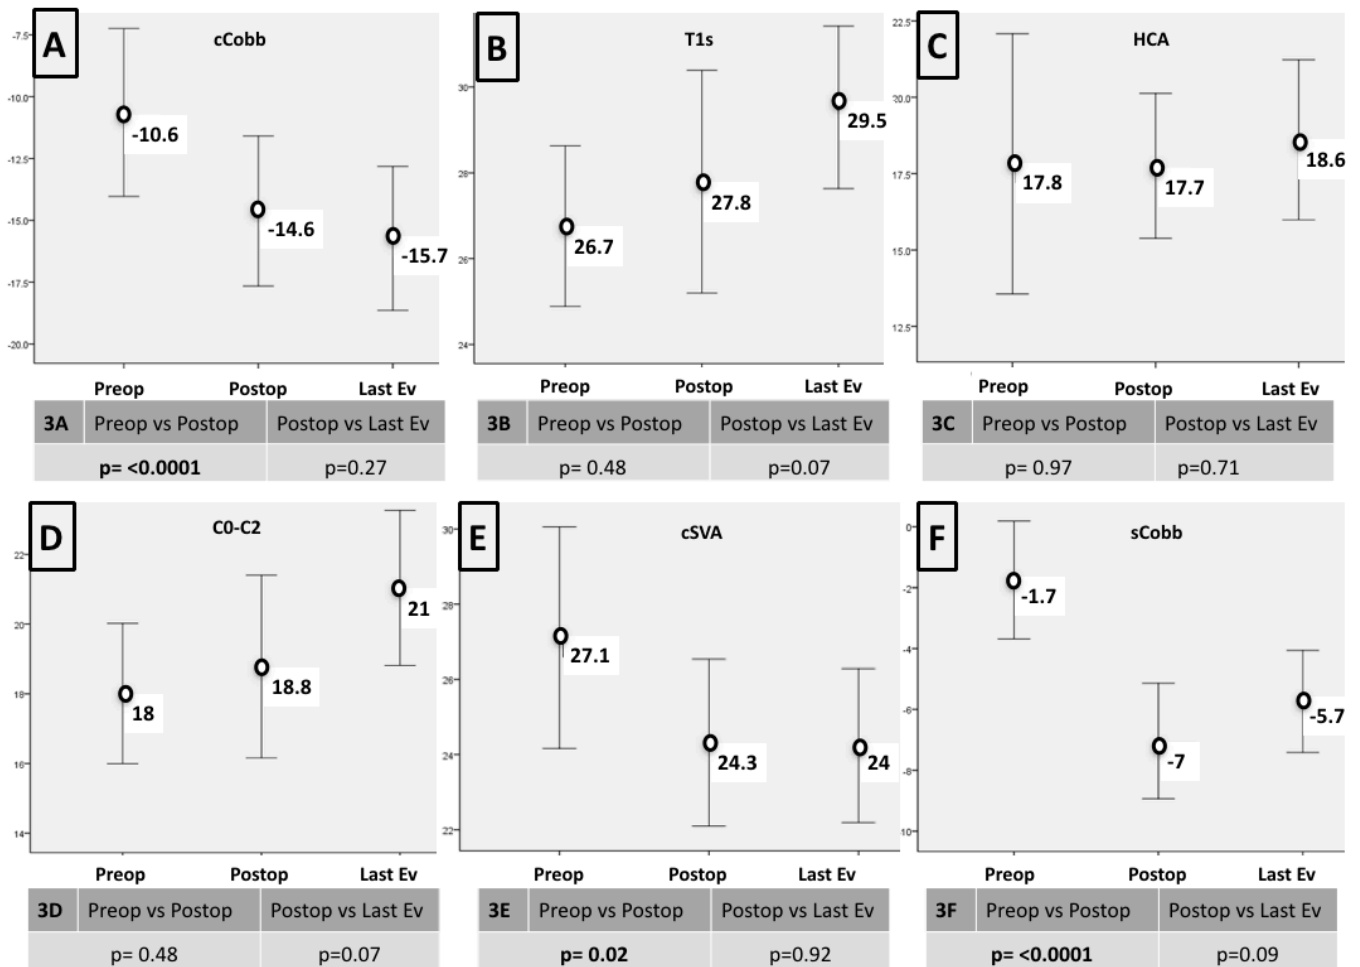 A
cCobb
-7.5
-10.0
-12.5
-15.0
-17.5
-20.0
-10.6
-14.6
-15.7
Preop Postop Last Ev
3A Preop vs Postop Postop vs Last Ev
p= <0.0001 p=0.27
B
T1s
30
28
26
24
26.7
27.8
29.5
Preop Postop Last Ev
3B Preop vs Postop Postop vs Last Ev
p= 0.48 p=0.07
C
HCA
22.5
20.0
17.5
15.0
12.5
17.8
17.7
18.6
Preop Postop Last Ev
3C Preop vs Postop Postop vs Last Ev
p= 0.97 p=0.71
D
C0-C2
22
20
18
16
14
18
18.8
21
Preop Postop Last Ev
3D Preop vs Postop Postop vs Last Ev
p= 0.48 p=0.07
E
cSVA
30
28
26
24
22
27.1
24.3
24
Preop Postop Last Ev
3E Preop vs Postop Postop vs Last Ev
p= 0.02 p=0.92
F
sCobb
0
-2
-4
-6
-8
10
-1.7
-7
-5.7
Preop Postop Last Ev
3F Preop vs Postop Postop vs Last Ev
p= <0.0001 p=0.09